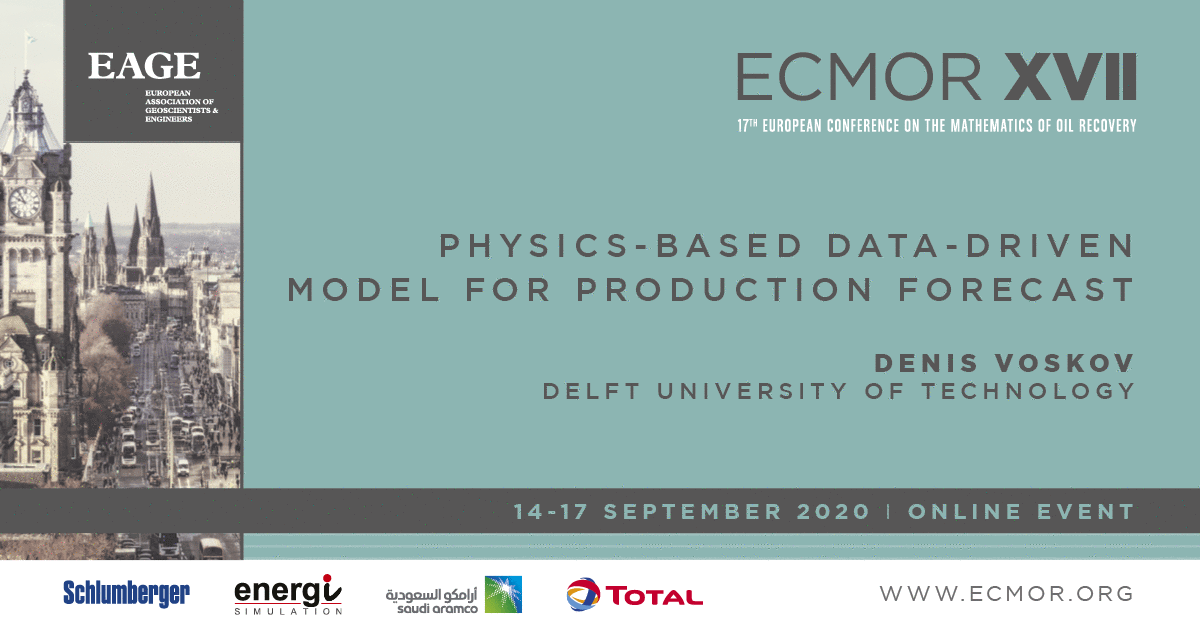 EAGE
EUROPEAN
ASSOCIATION OF
GEOSCIENTISTS &
ENGINEERS
ECMOR XVII
17TH EUROPEAN CONFERENCE ON THE MATHEMATICS OF OIL RECOVERY
PHYSICS-BASED DATA-DRIVEN
MODEL FOR PRODUCTION FORECAST
DENIS VOSKOV
DELFT UNIVERSITY OF TECHNOLOGY
14-17 SEPTEMBER 2020 | ONLINE EVENT
Schlumberger
energi
SIMULATION
أرامكو السعودية
saudi aramco
TOTAL
WWW.ECMOR.ORG